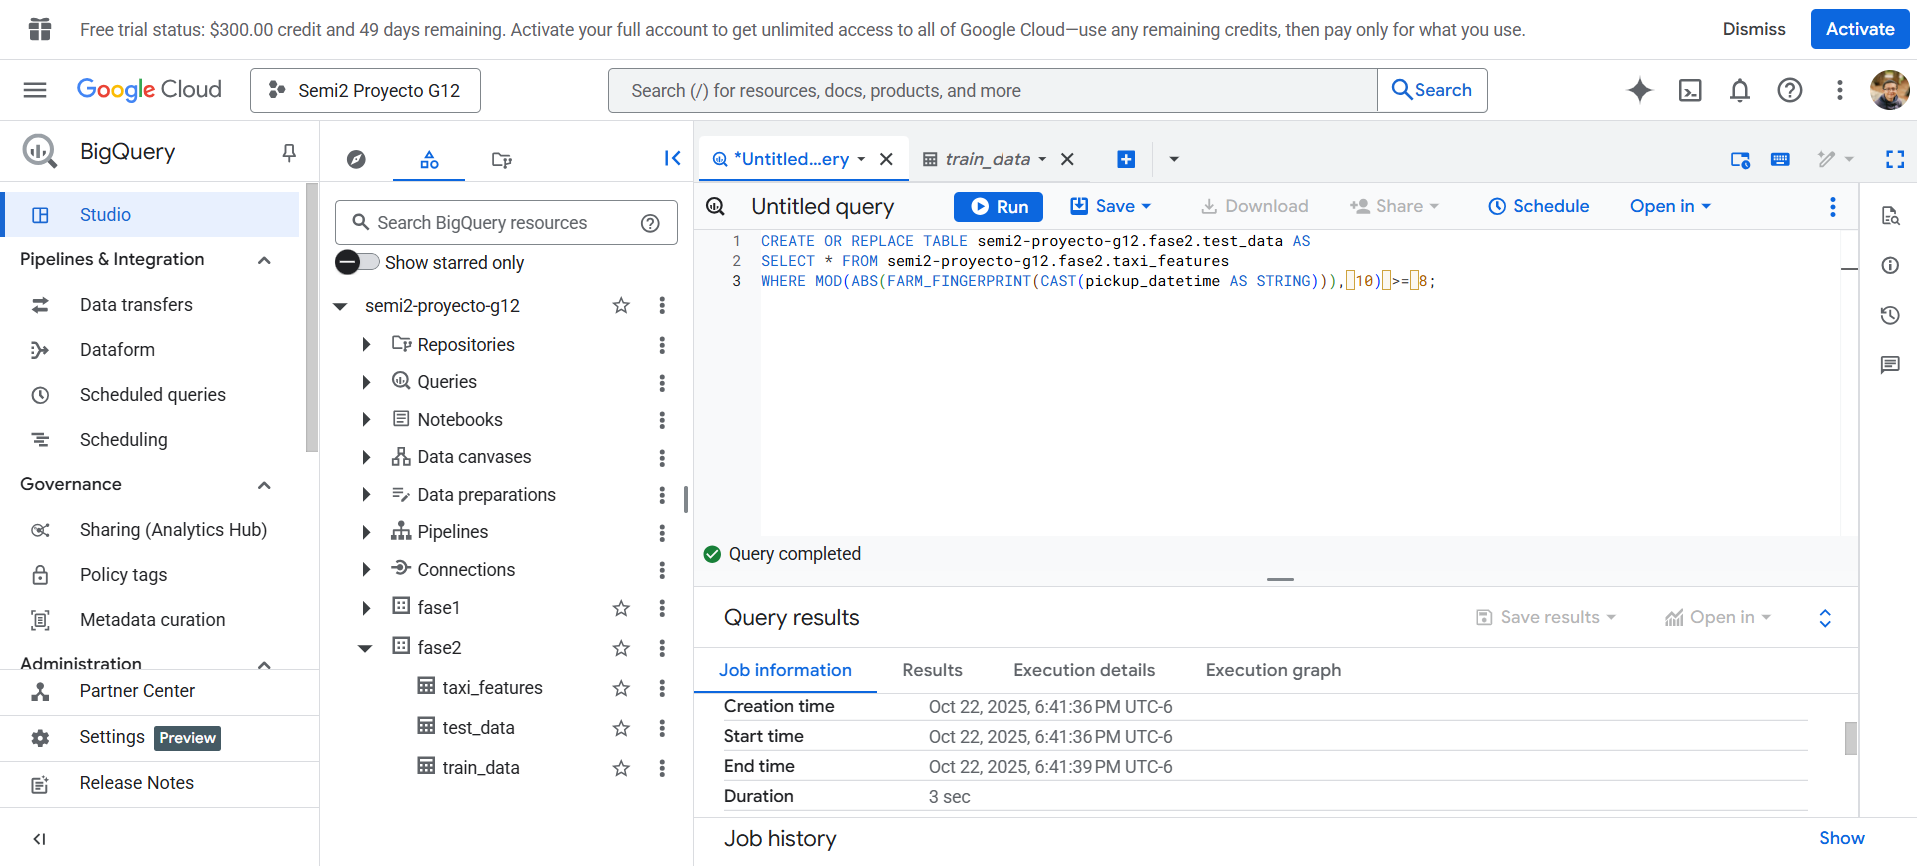 Free trial status: $300.00 credit and 49 days remaining. Activate your full account to get unlimited access to all of Google Cloud—use any remaining credits, then pay only for what you use.
Dismiss
Activate
Google Cloud
Semi2 Proyecto G12
Search (/) for resources, docs, products, and more
Search
BigQuery
Studio
Pipelines & Integration
Data transfers
Dataform
Scheduled queries
Scheduling
Governance
Sharing (Analytics Hub)
Policy tags
Metadata curation
Administration
Partner Center
Settings Preview
Release Notes
Search BigQuery resources
Show starred only
semi2-proyecto-g12
Repositories
Queries
Notebooks
Data canvases
Data preparations
Pipelines
Connections
fase1
fase2
taxi_features
test_data
train_data
*Untitled...ery
train_data
Untitled query
Run
Save
Download
Share
Schedule
Open in
1 CREATE OR REPLACE TABLE semi2-proyecto-g12.fase2.test_data AS
2 SELECT * FROM semi2-proyecto-g12.fase2.taxi_features
3 WHERE MOD(ABS(FARM_FINGERPRINT(CAST(pickup_datetime AS STRING))), 10) >= 8;
Query completed
Query results
Save results
Open in
Job information
Results
Execution details
Execution graph
Creation time Oct 22, 2025, 6:41:36 PM UTC-6
Start time Oct 22, 2025, 6:41:36 PM UTC-6
End time Oct 22, 2025, 6:41:39 PM UTC-6
Duration 3 sec
Job history
Show